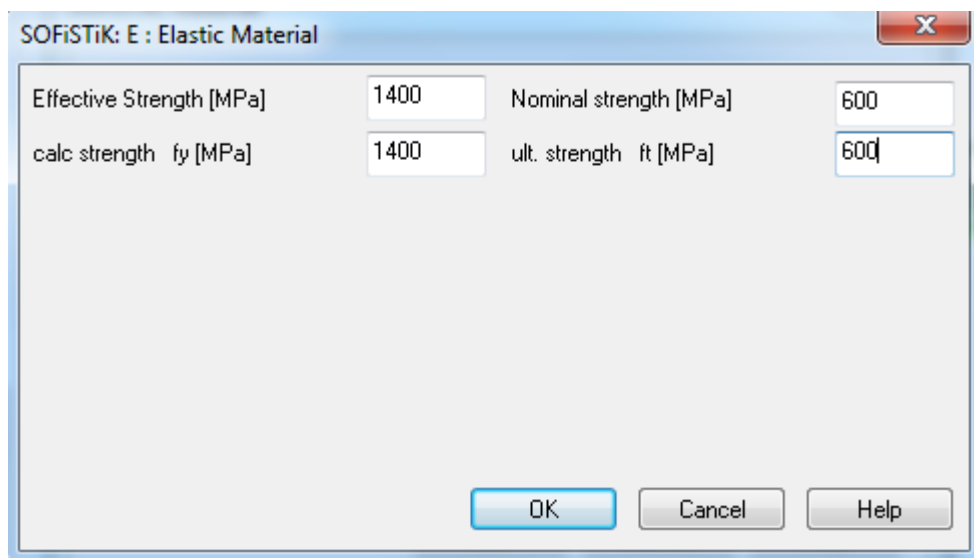 SOFiSTiK: E : Elastic Material
Effective Strength [MPa] 1400 Nominal strength [MPa] 600
calc strength fy [MPa] 1400 ult. strength ft [MPa] 600
OK Cancel Help